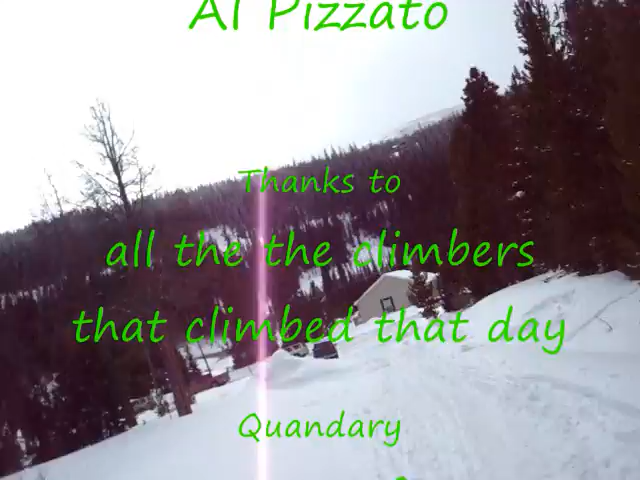 Al Pizzato
Thanks to
all the the climbers
that climbed that day
Quandary